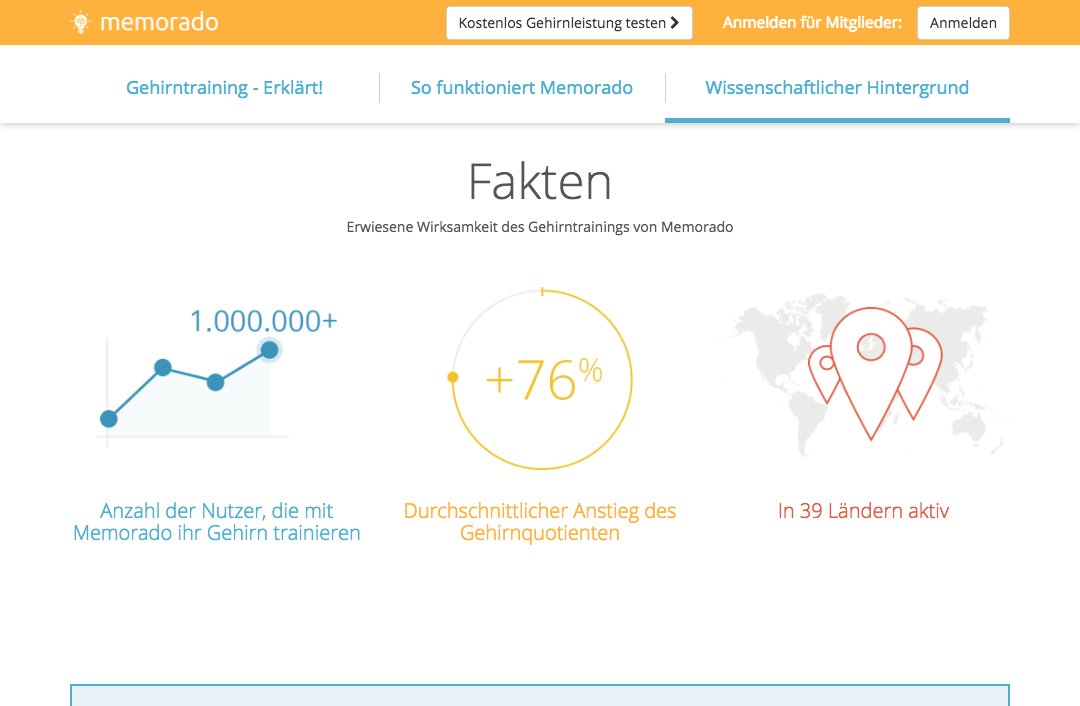 memorado
Kostenlos Gehirnleistung testen
Anmelden für Mitglieder:
Anmelden
Gehirntraining - Erklärt!
So funktioniert Memorado
Wissenschaftlicher Hintergrund
Fakten
Erwiesene Wirksamkeit des Gehirntrainings von Memorado
1.000.000+
+76%
Anzahl der Nutzer, die mit
Memorado ihr Gehirn trainieren
Durchschnittlicher Anstieg des
Gehirnquotienten
In 39 Ländern aktiv